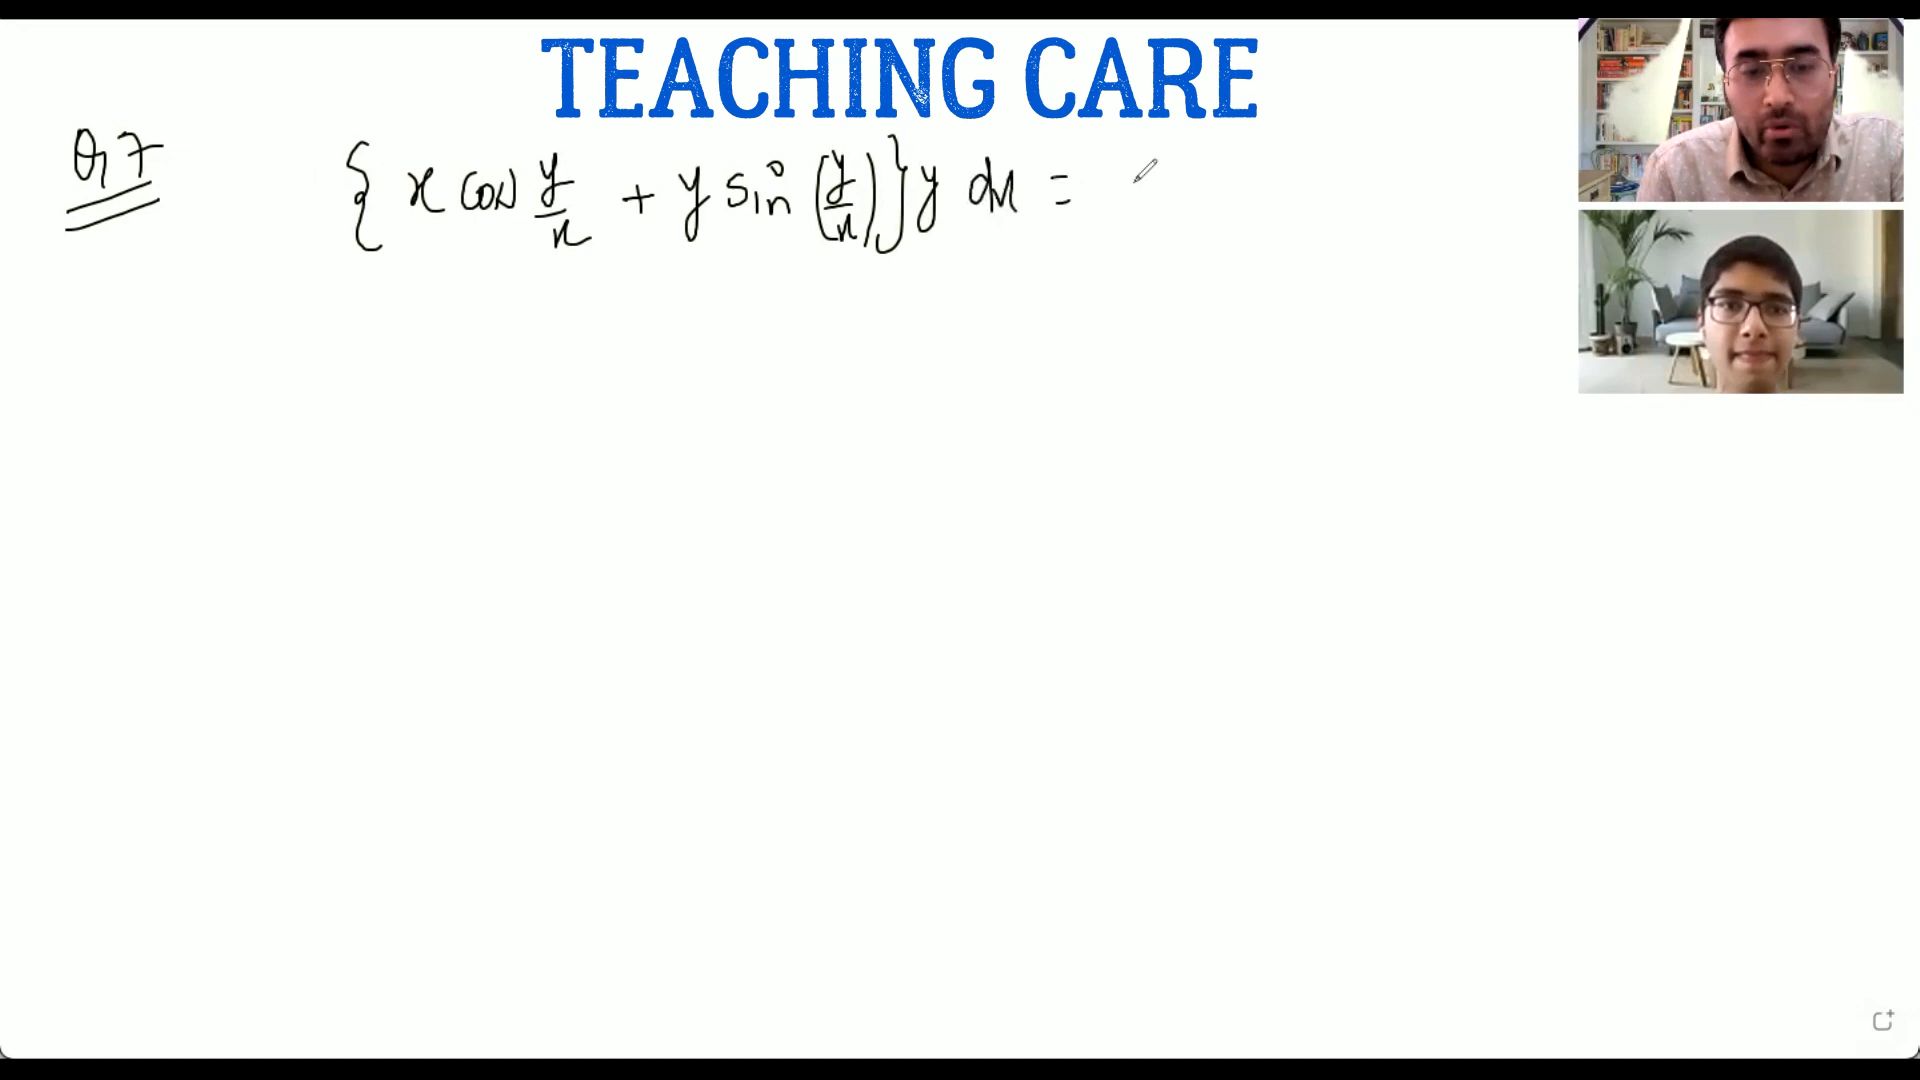 TEACHING CARE
Q7 { x cos y/x + y sin (y/x) } y dx =